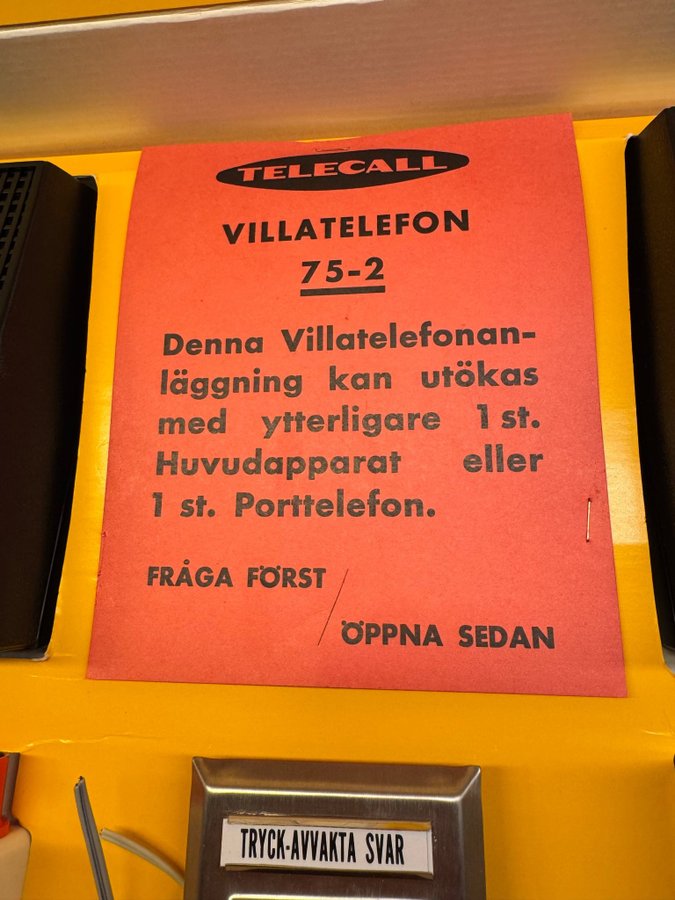 TELECALL
VILLATELEFON
75-2
Denna Villatelefonan-
läggning kan utökas
med ytterligare 1 st.
Huvudapparat eller
1 st. Porttelefon.
FRÅGA FÖRST /
ÖPPNA SEDAN
TRYCK-AVVAKTA SVAR